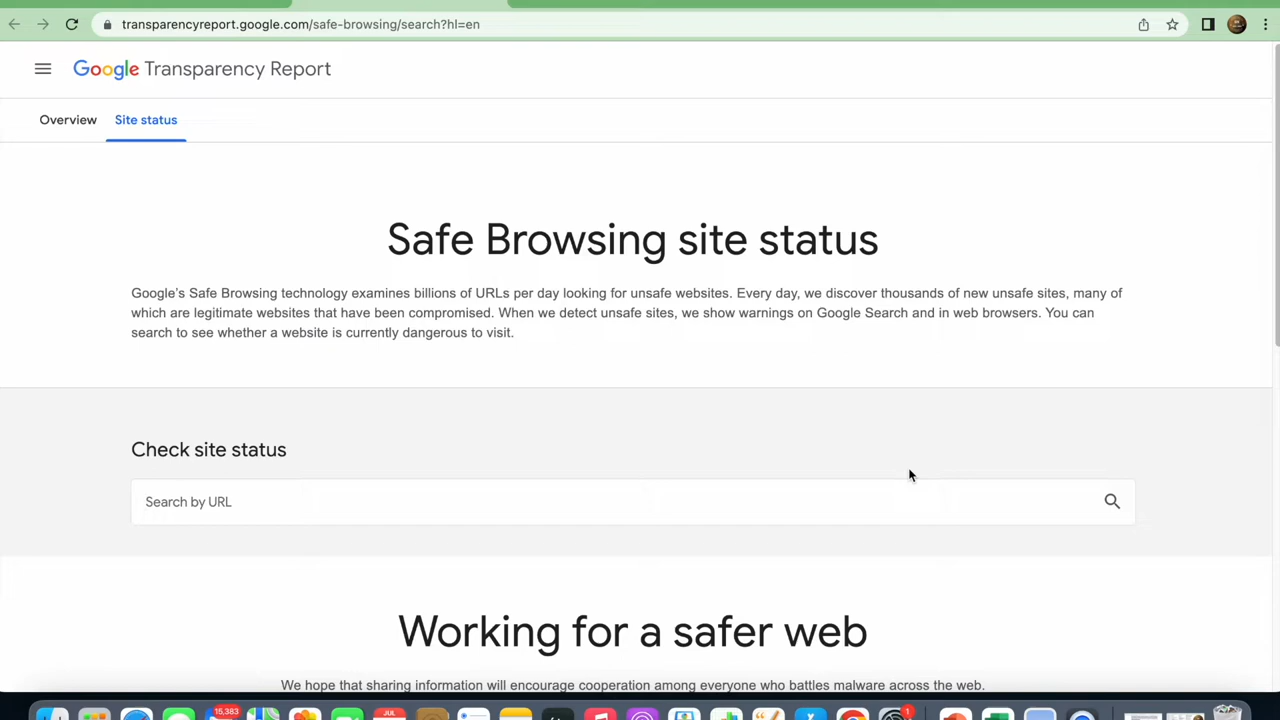 transparencyreport.google.com/safe-browsing/search?hl=en
Google Transparency Report
Overview
Site status
Safe Browsing site status
Google's Safe Browsing technology examines billions of URLs per day looking for unsafe websites. Every day, we discover thousands of new unsafe sites, many of
which are legitimate websites that have been compromised. When we detect unsafe sites, we show warnings on Google Search and in web browsers. You can
search to see whether a website is currently dangerous to visit.
Check site status
Search by URL
Working for a safer web
We hope that sharing information will encourage cooperation among everyone who battles malware across the web.
15,383
JUL
1